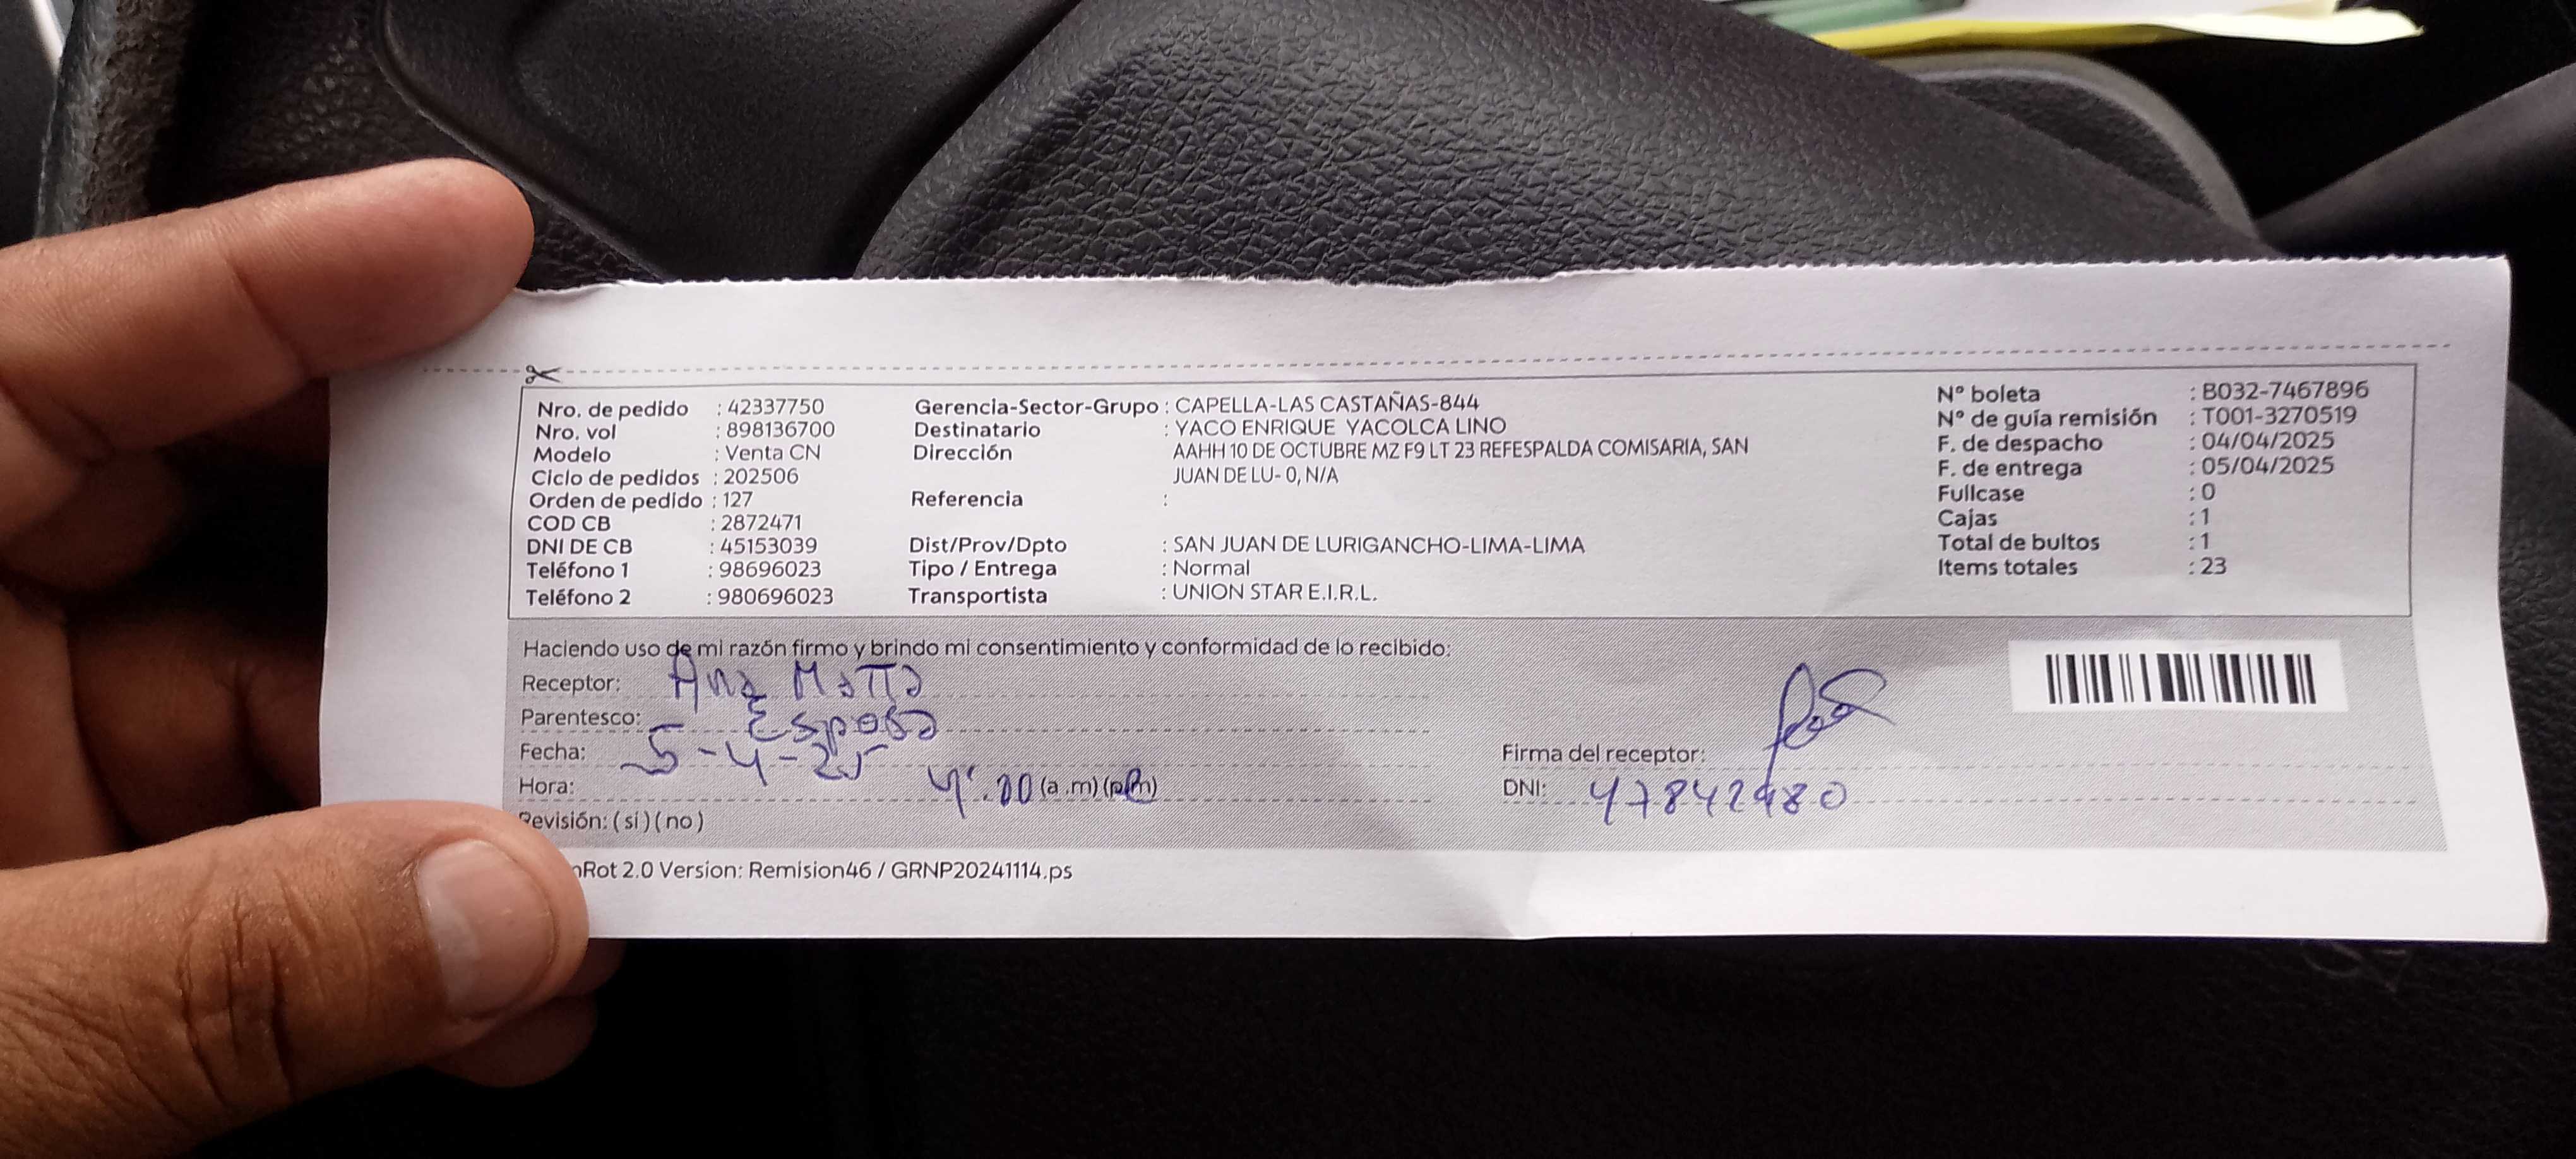 Nro. de pedido : 42337750
Nro. vol : 898136700
Modelo : Venta CN
Ciclo de pedidos : 202506
Orden de pedido : 127
COD CB : 2872471
DNI DE CB : 45153039
Teléfono 1 : 98696023
Teléfono 2 : 980696023
Gerencia-Sector-Grupo : CAPELLA-LAS CASTAÑAS-844
Destinatario : YACO ENRIQUE YACOLCA LINO
Dirección AAHH 10 DE OCTUBRE MZ F9 LT 23 REFESPALDA COMISARIA, SAN
JUAN DE LU- 0, N/A
Referencia :
Dist/Prov/Dpto : SAN JUAN DE LURIGANCHO-LIMA-LIMA
Tipo / Entrega : Normal
Transportista : UNION STAR E.I.R.L.
N° boleta : B032-7467896
N° de guía remisión : T001-3270519
F. de despacho : 04/04/2025
F. de entrega : 05/04/2025
Fullcase : 0
Cajas : 1
Total de bultos : 1
Items totales : 23
Haciendo uso de mi razón firmo y brindo mi consentimiento y conformidad de lo recibido:
Receptor: Ana Matta
Parentesco: Esposa
Fecha: 5-4-25
Hora: (a .m) (pm)
Revisión: ( sí ) ( no )
Firma del receptor:
DNI: 47842480
Rot 2.0 Version: Remision46 / GRNP20241114.ps